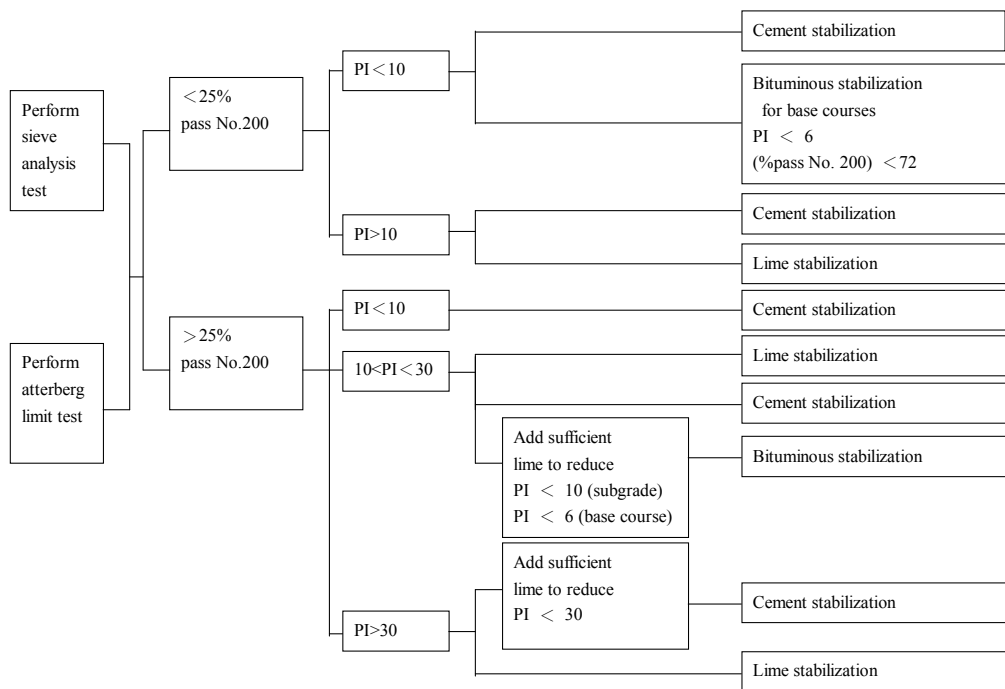 Perform
sieve
analysis
test
Perform
atterberg
limit test
＜25%
pass No.200
＞25%
pass No.200
PI＜10
PI>10
PI<10
10<PI＜30
PI>30
Add sufficient
lime to reduce
PI ＜ 10 (subgrade)
PI ＜ 6 (base course)
Add sufficient
lime to reduce
PI ＜ 30
Cement stabilization
Bituminous stabilization
for base courses
PI ＜ 6
(%pass No. 200) ＜72
Cement stabilization
Lime stabilization
Cement stabilization
Lime stabilization
Cement stabilization
Bituminous stabilization
Cement stabilization
Lime stabilization